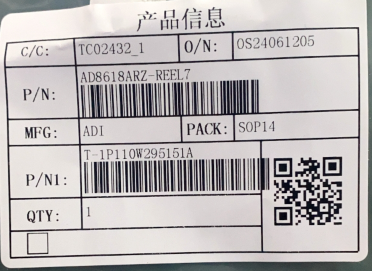 产品信息
C/C: TC02432_1 O/N: OS24061205
P/N: AD8618ARZ-REEL7
MFG: ADI PACK: SOP14
P/N1: T-1P110W295151A
QTY: 1